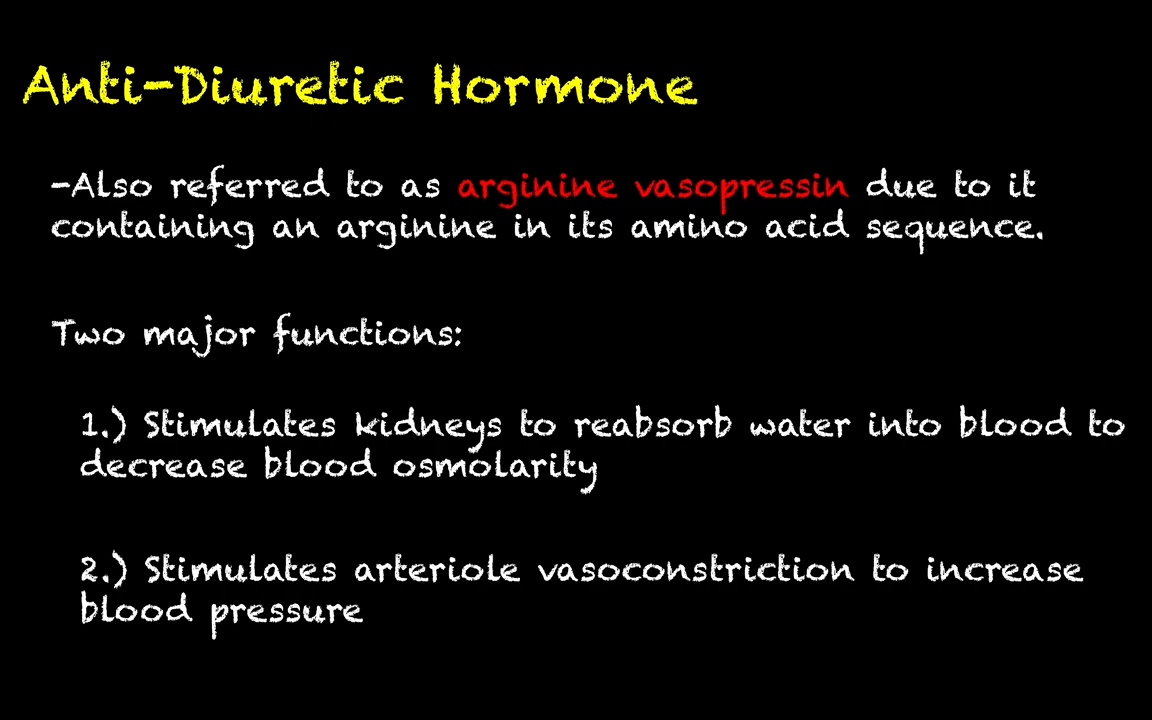 Anti-Diuretic Hormone
-Also referred to as arginine vasopressin due to it
containing an arginine in its amino acid sequence.
Two major functions:
1.) Stimulates kidneys to reabsorb water into blood to
decrease blood osmolarity
2.) Stimulates arteriole vasoconstriction to increase
blood pressure